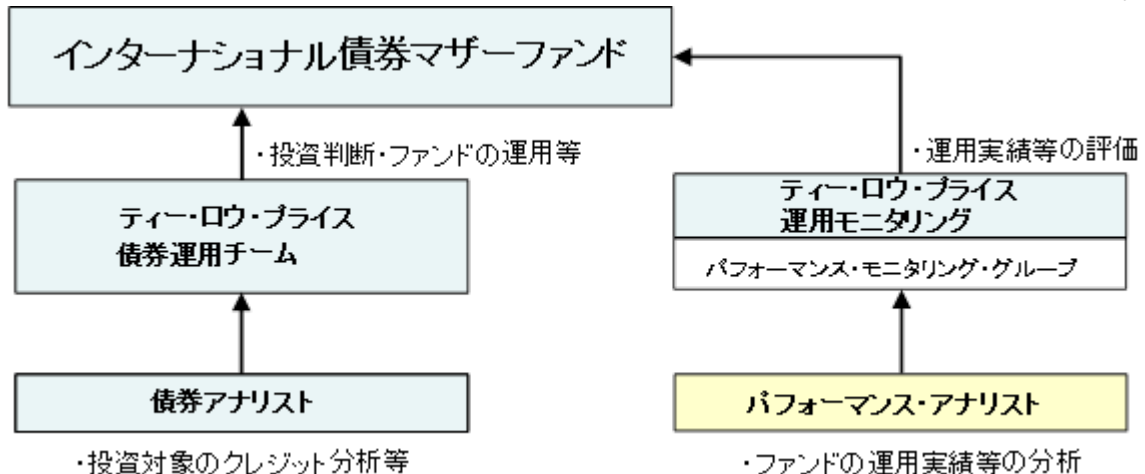 インターナショナル債券マザーファンド
・投資判断・ファンドの運用等
・運用実績等の評価
ティー・ロウ・プライス
債券運用チーム
ティー・ロウ・プライス
運用モニタリング
パフォーマンス・モニタリング・グループ
債券アナリスト
パフォーマンス・アナリスト
・投資対象のクレジット分析等
・ファンドの運用実績等の分析